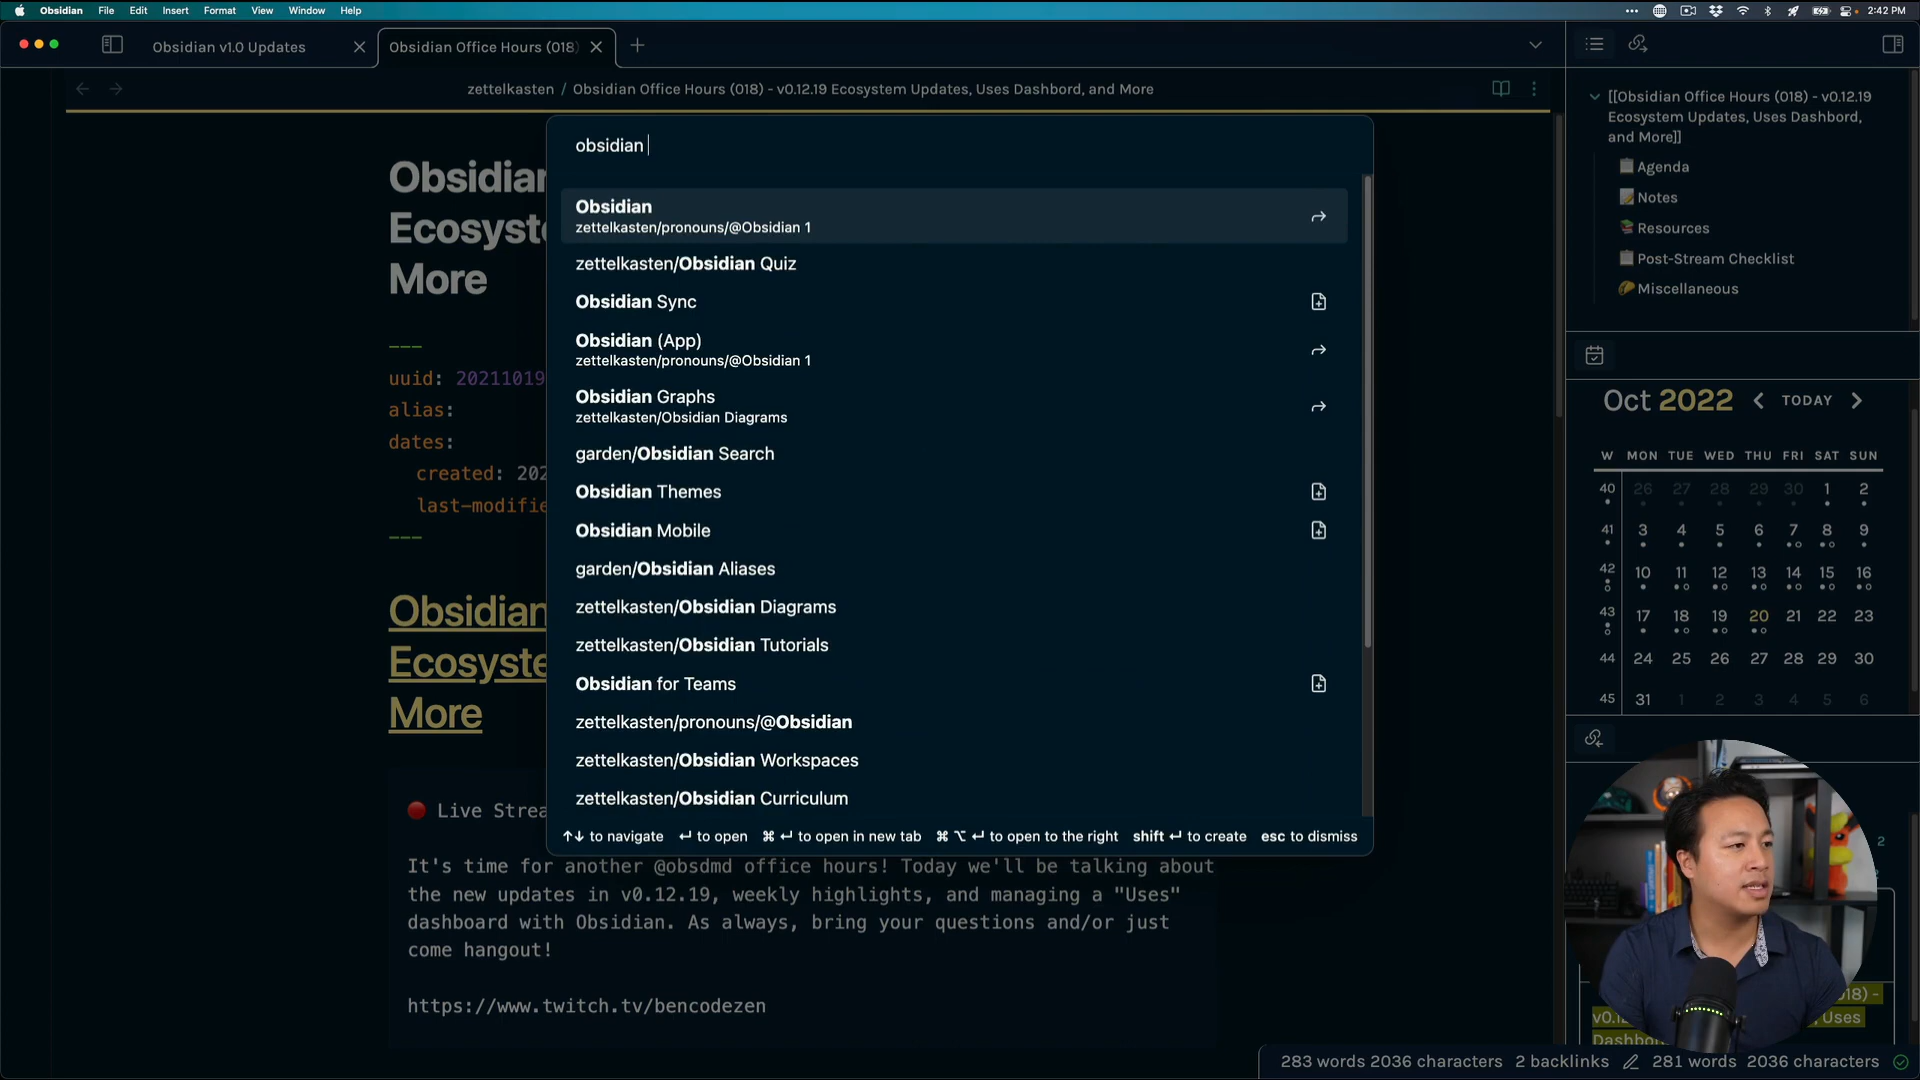 Obsidian File Edit Insert Format View Window Help 2:42 PM
Obsidian v1.0 Updates
Obsidian Office Hours (018)
zettelkasten / Obsidian Office Hours (018) - v0.12.19 Ecosystem Updates, Uses Dashbord, and More
obsidian
Obsidian
zettelkasten/pronouns/@Obsidian 1
zettelkasten/Obsidian Quiz
Obsidian Sync
Obsidian (App)
zettelkasten/pronouns/@Obsidian 1
Obsidian Graphs
zettelkasten/Obsidian Diagrams
garden/Obsidian Search
Obsidian Themes
Obsidian Mobile
garden/Obsidian Aliases
zettelkasten/Obsidian Diagrams
zettelkasten/Obsidian Tutorials
Obsidian for Teams
zettelkasten/pronouns/@Obsidian
zettelkasten/Obsidian Workspaces
zettelkasten/Obsidian Curriculum
↑↓ to navigate ↵ to open ⌘ ↵ to open in new tab ⌘ ⌥ ↵ to open to the right shift ↵ to create esc to dismiss
Obsidian
Ecosyste
More
---
uuid: 20211019
alias:
dates:
created: 202
last-modifie
---
Obsidian
Ecosyste
More
🔴 Live Strea
It's time for another @obsdmd office hours! Today we'll be talking about
the new updates in v0.12.19, weekly highlights, and managing a "Uses"
dashboard with Obsidian. As always, bring your questions and/or just
come hangout!
https://www.twitch.tv/bencodezen
[[Obsidian Office Hours (018) - v0.12.19
Ecosystem Updates, Uses Dashbord,
and More]]
📋 Agenda
📝 Notes
📚 Resources
📋 Post-Stream Checklist
🌮 Miscellaneous
Oct 2022 < TODAY >
W MON TUE WED THU FRI SAT SUN
40 26 27 28 29 30 1 2
41 3 4 5 6 7 8 9
42 10 11 12 13 14 15 16
43 17 18 19 20 21 22 23
44 24 25 26 27 28 29 30
45 31 1 2 3 4 5 6
2
018) -
Uses
Dashbor
283 words 2036 characters 2 backlinks 281 words 2036 characters